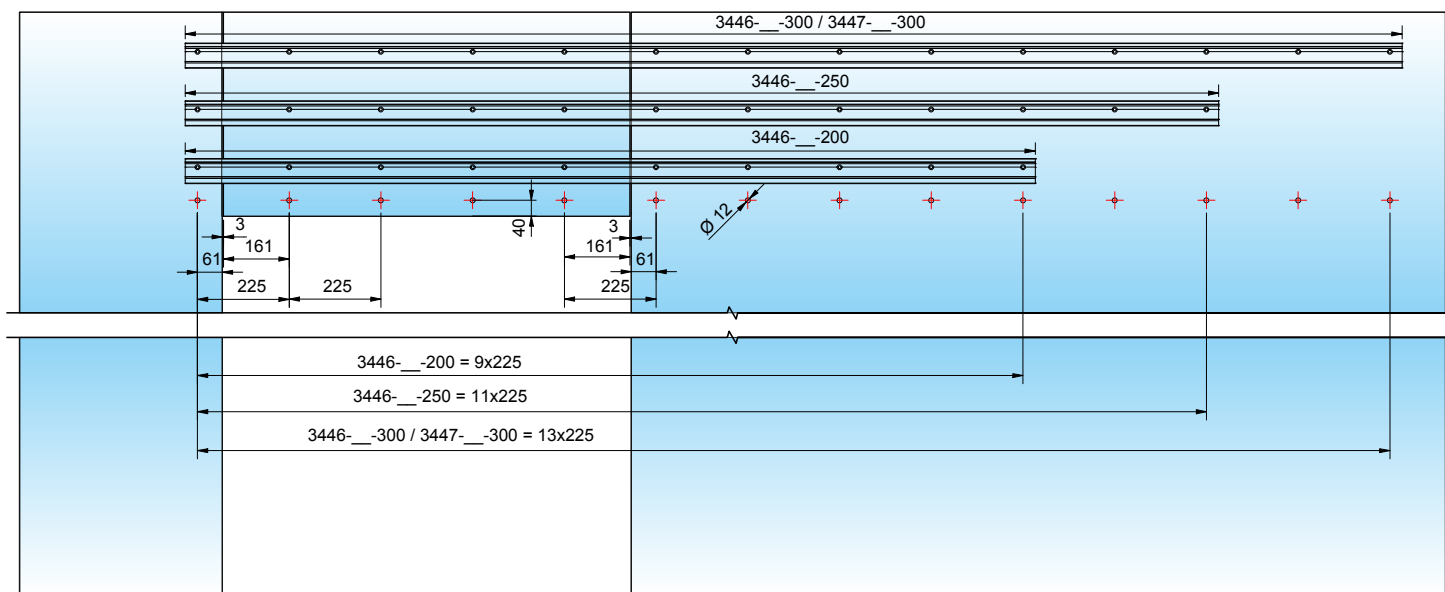 3446-__-300 / 3447-__-300
3446-__-250
3446-__-200
Ø 12
40
3
3
161
161
61
61
225
225
225
3446-__-200 = 9x225
3446-__-250 = 11x225
3446-__-300 / 3447-__-300 = 13x225